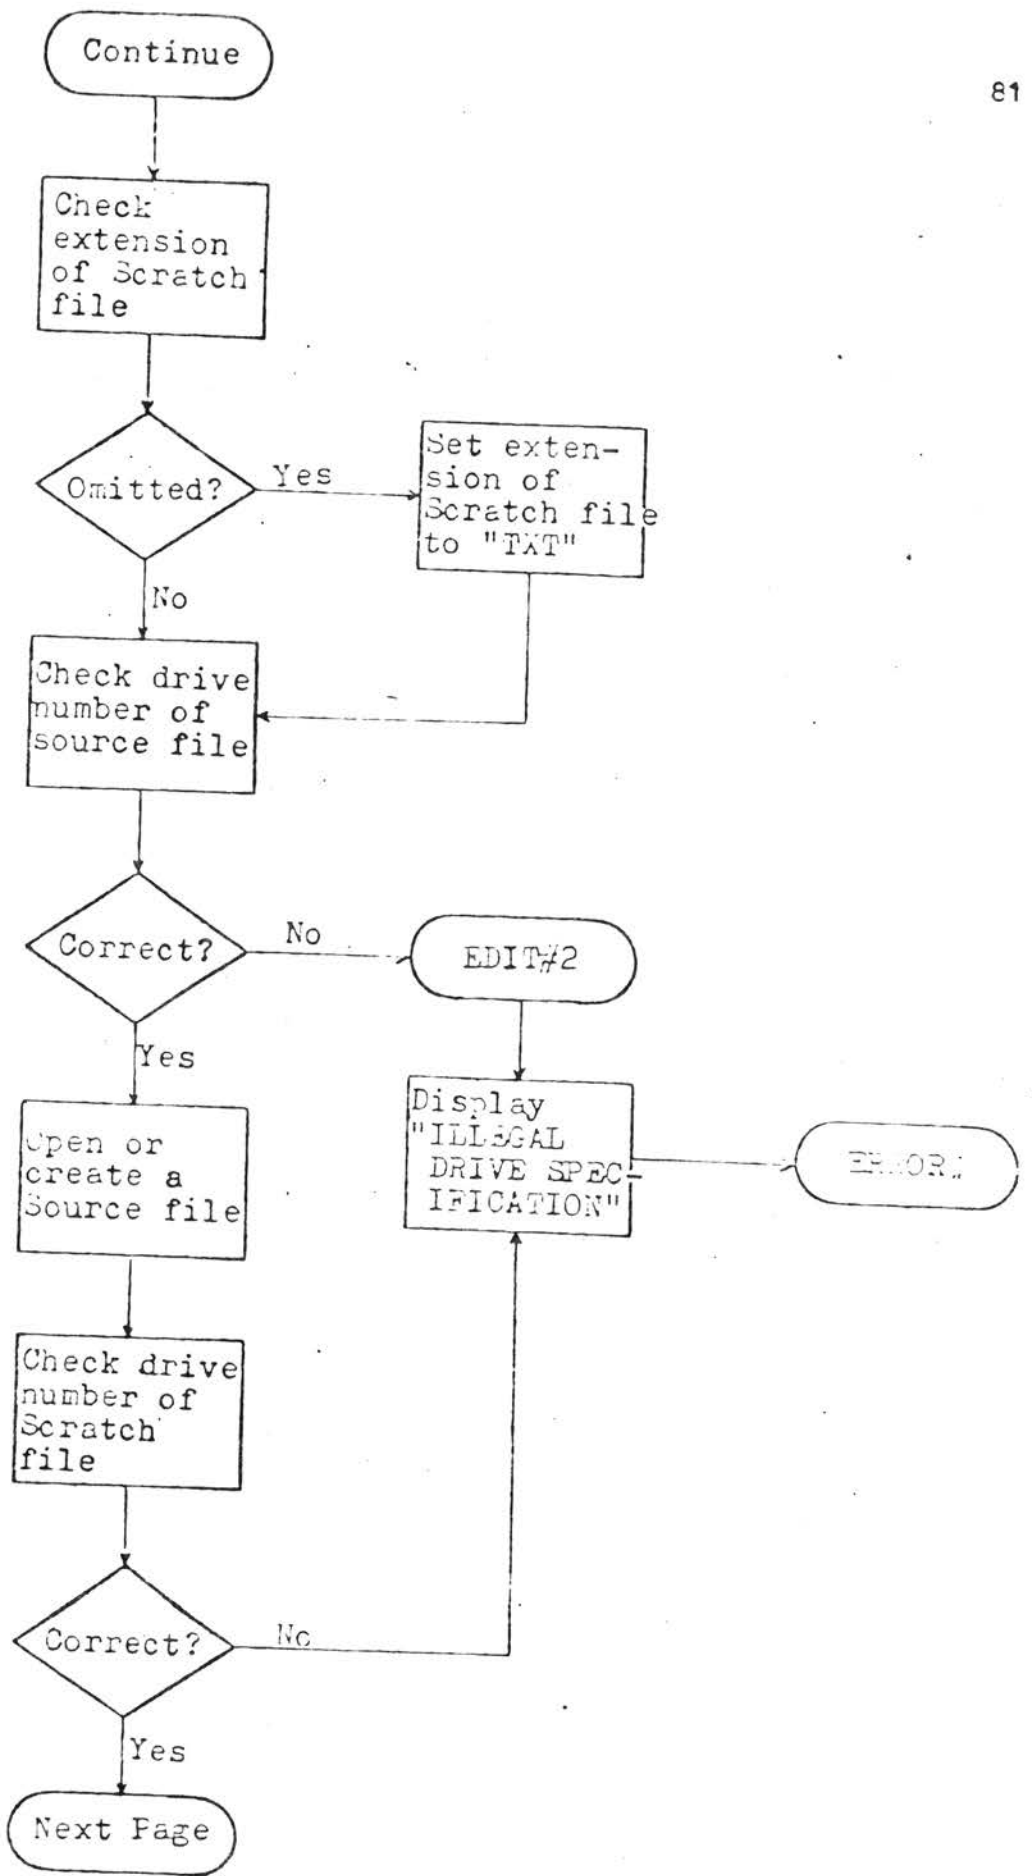 81
Continue
Check
extension
of Scratch
file
Omitted?
Yes
Set exten-
sion of
Scratch file
to "TXT"
No
Check drive
number of
source file
Correct?
No
EDIT#2
Yes
Display
"ILLEGAL
DRIVE SPEC-
IFICATION"
Open or
create a
Source file
Check drive
number of
Scratch
file
Correct?
No
Yes
Next Page